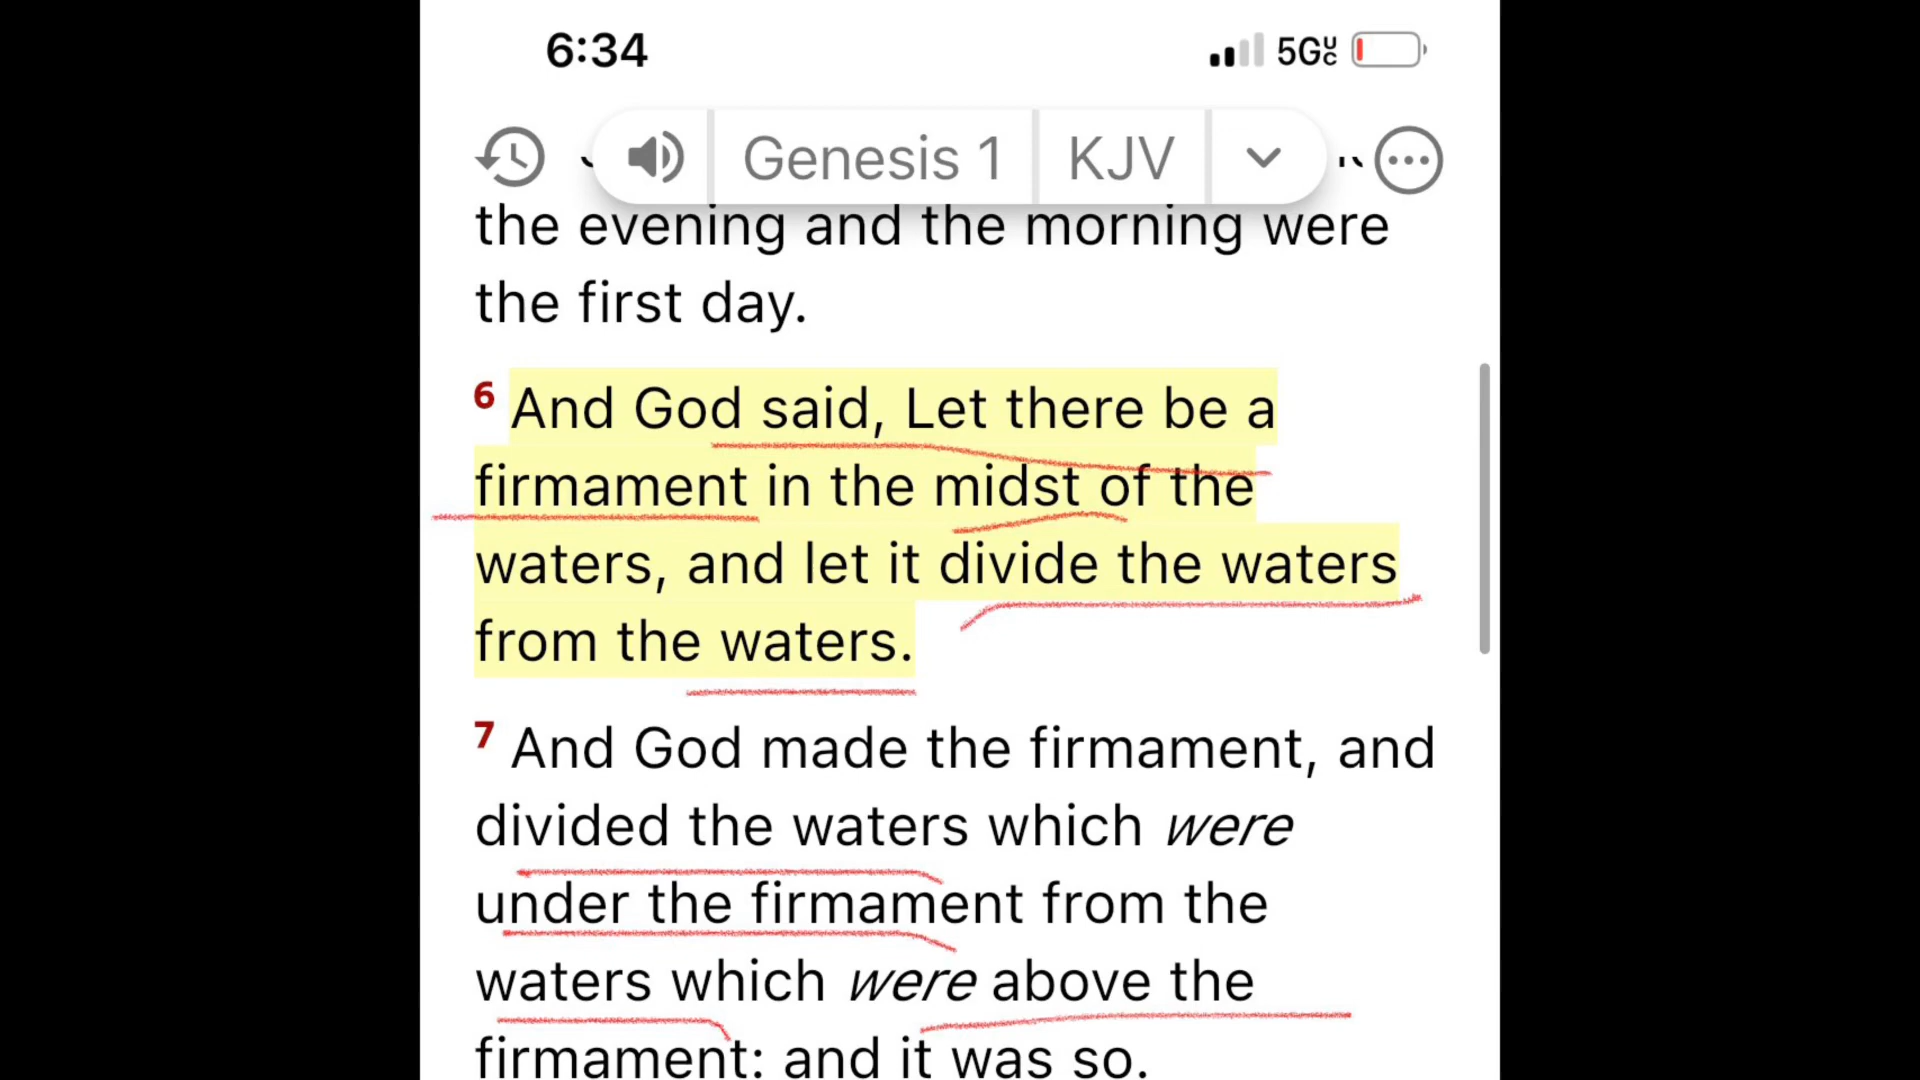 6:34
5GUC
Genesis 1
KJV
the evening and the morning were
the first day.
6 And God said, Let there be a
firmament in the midst of the
waters, and let it divide the waters
from the waters.
7 And God made the firmament, and
divided the waters which were
under the firmament from the
waters which were above the
firmament: and it was so.